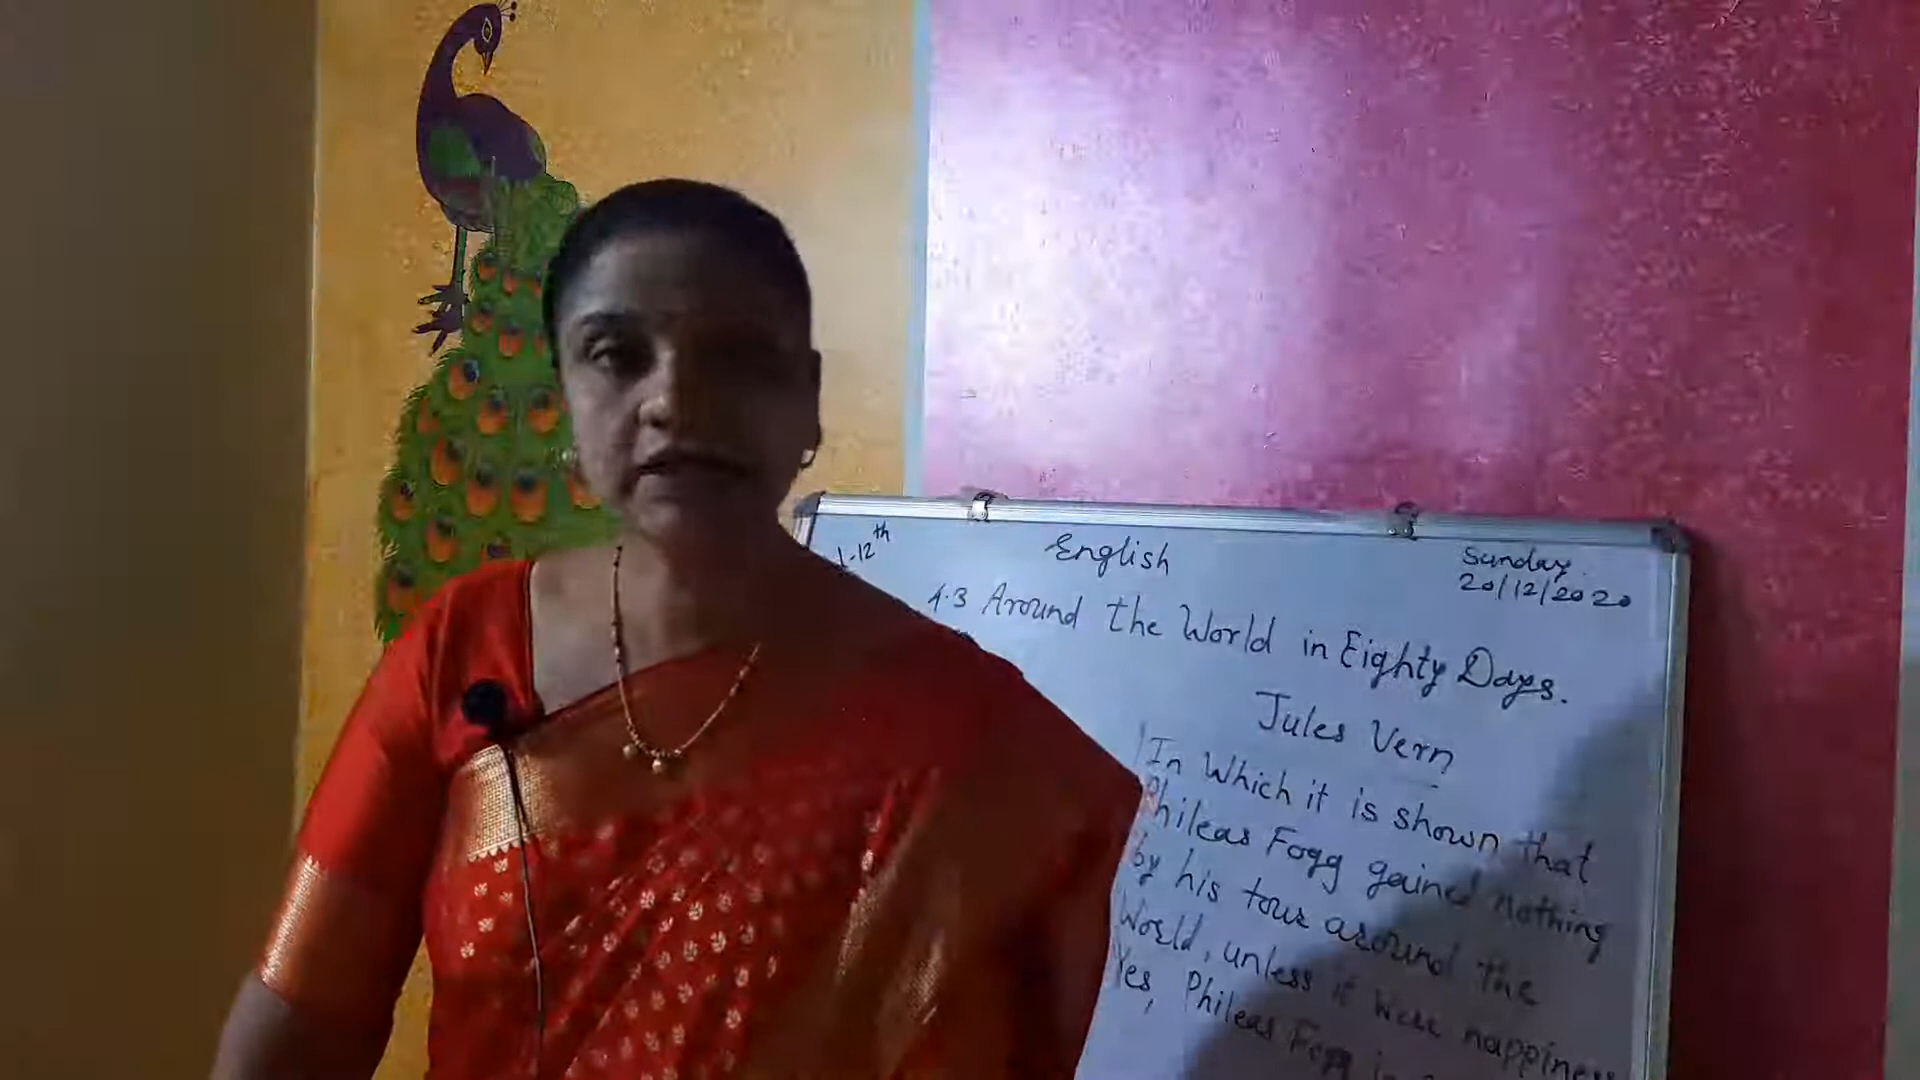 12th
English
Sunday
20/12/2020
4.3 Around the World in Eighty Days.
Jules Vern
In Which it is shown that
Phileas Fogg gained nothing
by his tour around the
World, unless it were happiness
Yes, Phileas Fogg